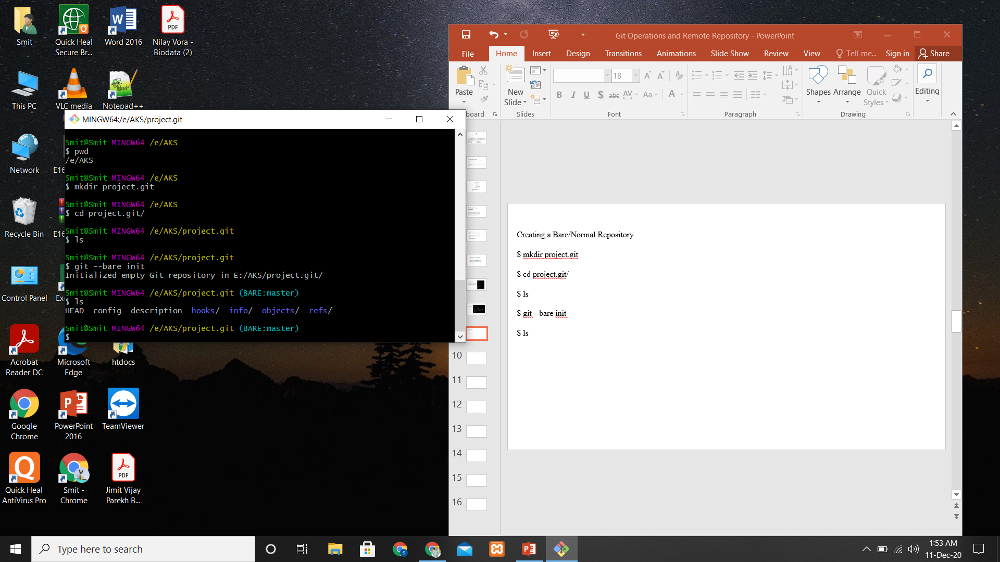 Smit
Quick Heal
Secure Br...
Word 2016
PDF
Nilay Vora -
Biodata (2)
This PC
VLC media
Notepad++
Network
E16
Recycle Bin
E16
Control Panel
Acrobat
Reader DC
Microsoft
Edge
htdocs
Google
Chrome
PowerPoint
2016
TeamViewer
Quick Heal
AntiVirus Pro
Smit -
Chrome
PDF
Jimit Vijay
Parekh B...
MINGW64:/e/AKS/project.git
Smit@Smit MINGW64 /e/AKS
$ pwd
/e/AKS
Smit@Smit MINGW64 /e/AKS
$ mkdir project.git
Smit@Smit MINGW64 /e/AKS
$ cd project.git/
Smit@Smit MINGW64 /e/AKS/project.git
$ ls
Smit@Smit MINGW64 /e/AKS/project.git
$ git --bare init
Initialized empty Git repository in E:/AKS/project.git/
Smit@Smit MINGW64 /e/AKS/project.git (BARE:master)
$ ls
HEAD config description hooks/ info/ objects/ refs/
Smit@Smit MINGW64 /e/AKS/project.git (BARE:master)
$
Git Operations and Remote Repository - PowerPoint
File Home Insert Design Transitions Animations Slide Show Review View Tell me... Sign in Share
Paste
New
Slide
18
Shapes Arrange Quick
Styles
Editing
board Slides Font Paragraph Drawing
10
11
12
13
14
15
16
Creating a Bare/Normal Repository
$ mkdir project.git
$ cd project.git/
$ ls
$ git --bare init
$ ls
Type here to search
1:53 AM
11-Dec-20